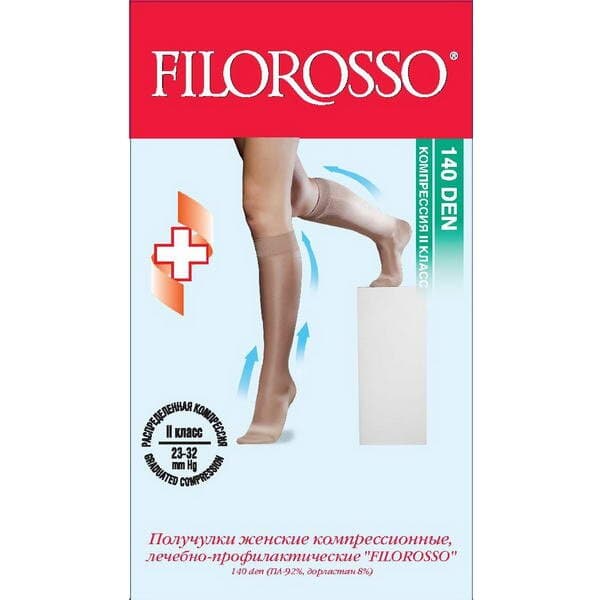 FILOROSSO®
140 DEN
КОМПРЕССИЯ II КЛАСС
РАСПРЕДЕЛЕННАЯ КОМПРЕССИЯ
II класс
23-32
mm Hg
GRADUATED COMPRESSION
Получулки женские компрессионные,
лечебно-профилактические "FILOROSSO"
140 den (ПА-92%, дорластан 8%)